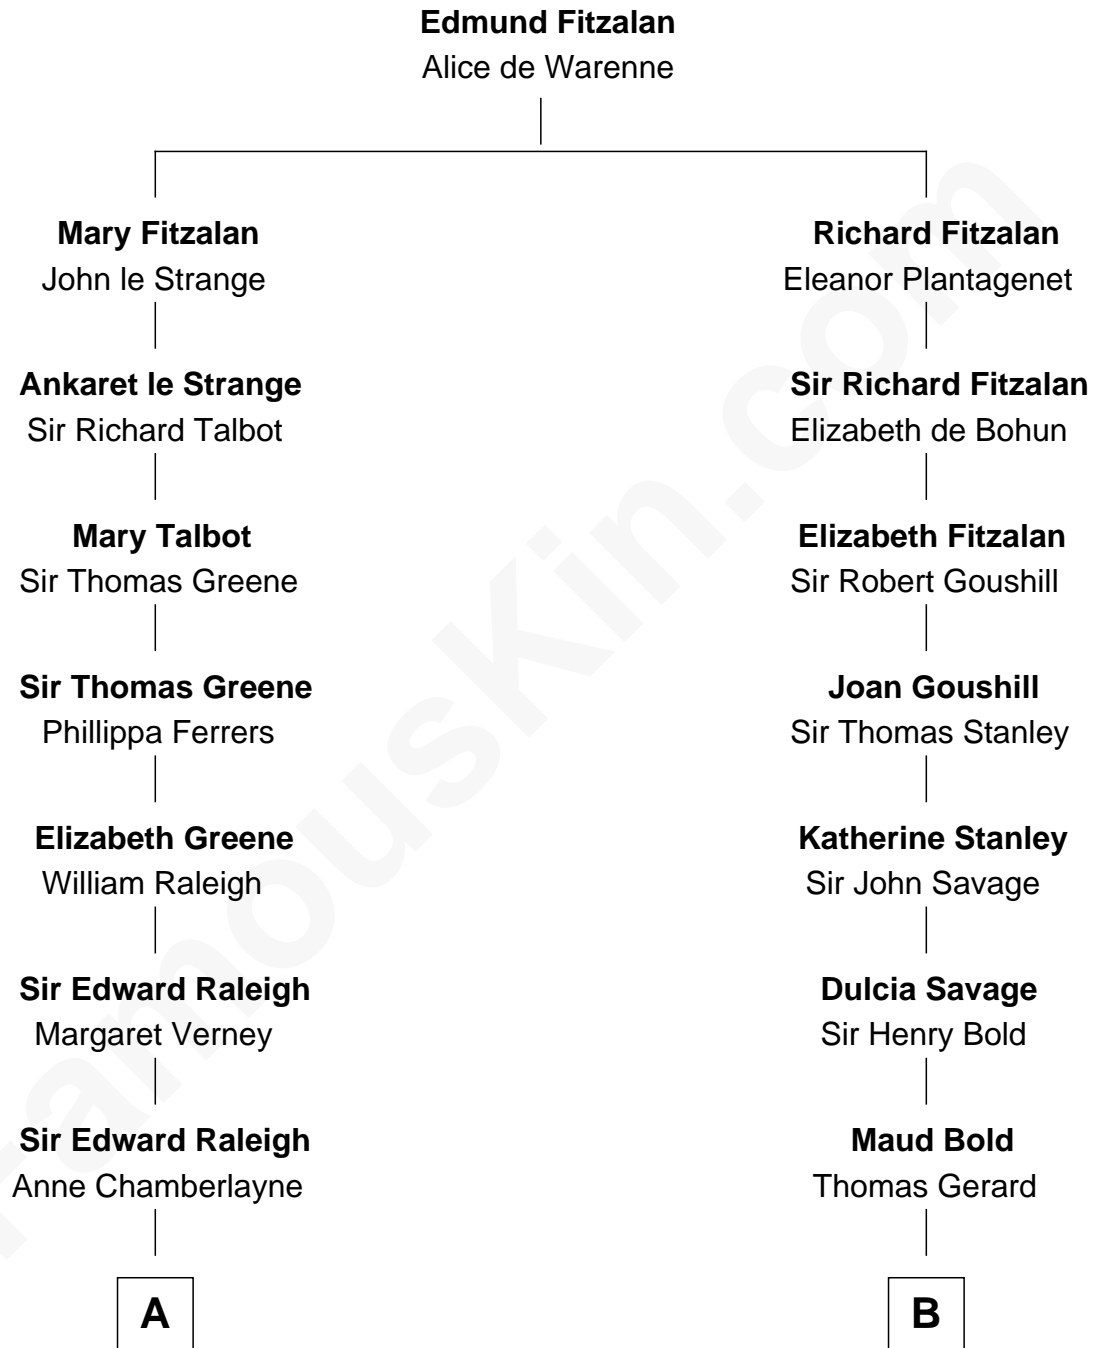 Edmund Fitzalan
Alice de Warenne
Mary Fitzalan
John le Strange
Richard Fitzalan
Eleanor Plantagenet
Ankaret le Strange
Sir Richard Talbot
Sir Richard Fitzalan
Elizabeth de Bohun
Mary Talbot
Sir Thomas Greene
Elizabeth Fitzalan
Sir Robert Goushill
Sir Thomas Greene
Phillippa Ferrers
Joan Goushill
Sir Thomas Stanley
Elizabeth Greene
William Raleigh
Katherine Stanley
Sir John Savage
Sir Edward Raleigh
Margaret Verney
Dulcia Savage
Sir Henry Bold
Sir Edward Raleigh
Anne Chamberlayne
Maud Bold
Thomas Gerard
A
B
FamousKin.com